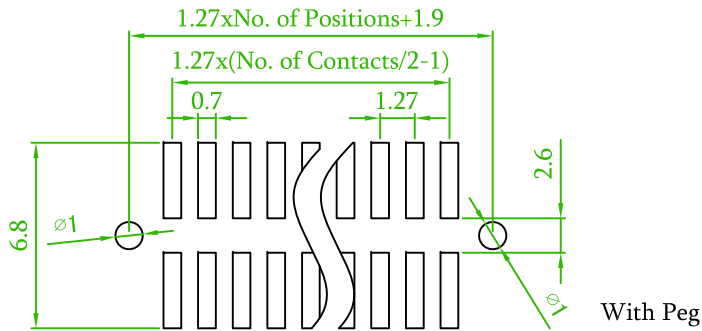 1.27xNo. of Positions+1.9
1.27x(No. of Contacts/2-1)
0.7
1.27
2.6
6.8
⌀1
⌀1
With Peg